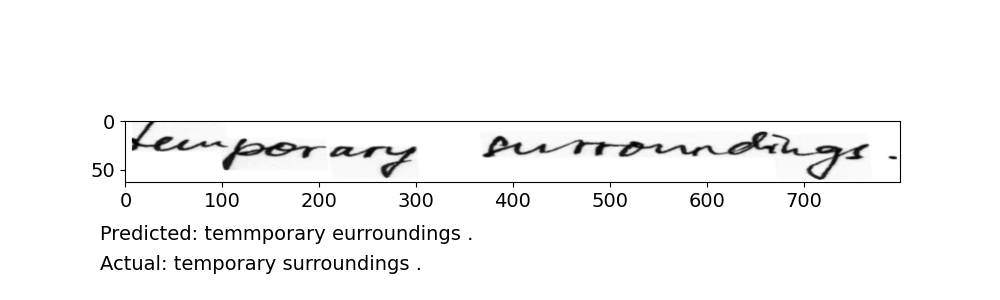 0
temporary surroundings .
50
0 100 200 300 400 500 600 700
Predicted: temmporary eurroundings .
Actual: temporary surroundings .